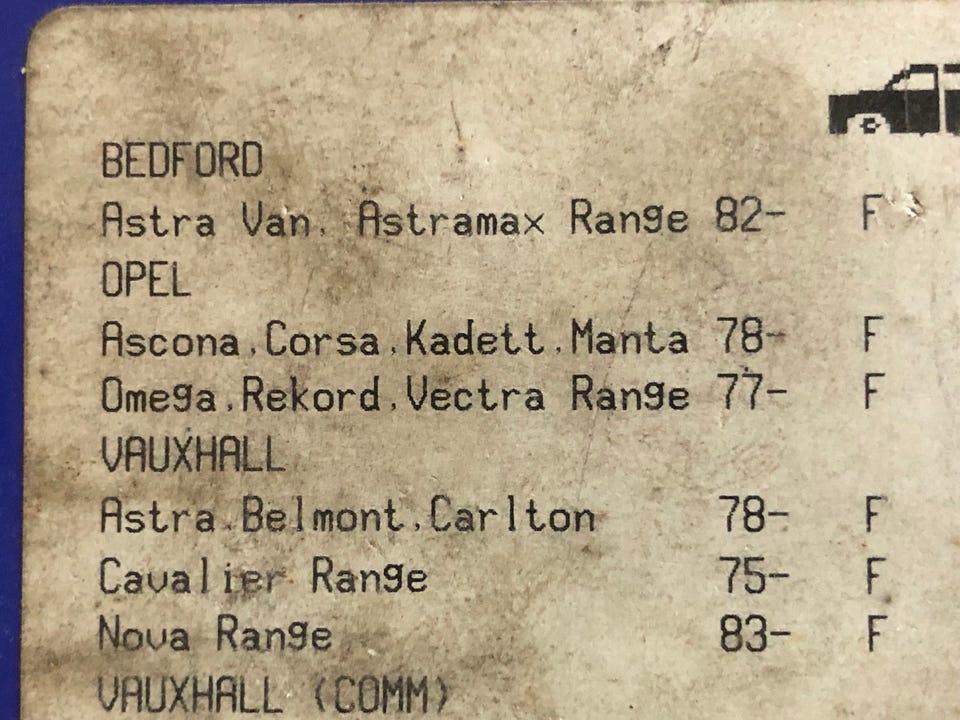 BEDFORD
Astra Van, Astramax Range 82- F
OPEL
Ascona,Corsa,Kadett,Manta 78- F
Omega,Rekord,Vectra Range 77- F
VAUXHALL
Astra,Belmont,Carlton 78- F
Cavalier Range 75- F
Nova Range 83- F
VAUXHALL (COMM)